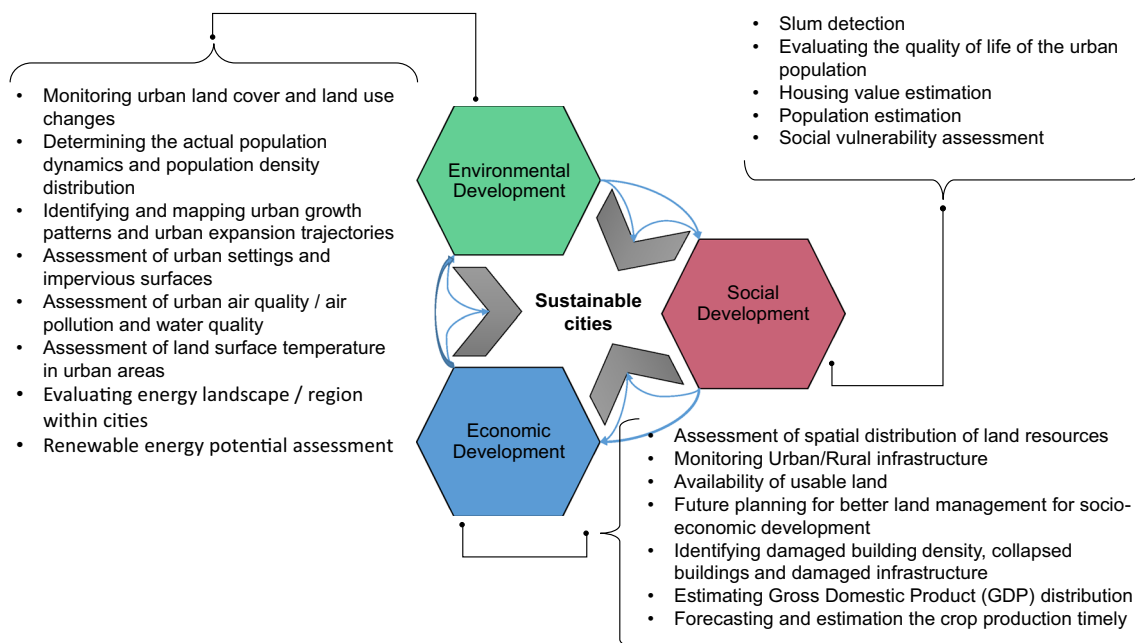 • Monitoring urban land cover and land use
changes
• Determining the actual population
dynamics and population density
distribution
• Identifying and mapping urban growth
patterns and urban expansion trajectories
• Assessment of urban settings and
impervious surfaces
• Assessment of urban air quality / air
pollution and water quality
• Assessment of land surface temperature
in urban areas
• Evaluating energy landscape / region
within cities
• Renewable energy potential assessment
Environmental
Development
• Slum detection
• Evaluating the quality of life of the urban
population
• Housing value estimation
• Population estimation
• Social vulnerability assessment
Sustainable
cities
Social
Development
Economic
Development
• Assessment of spatial distribution of land resources
• Monitoring Urban/Rural infrastructure
• Availability of usable land
• Future planning for better land management for socio-
economic development
• Identifying damaged building density, collapsed
buildings and damaged infrastructure
• Estimating Gross Domestic Product (GDP) distribution
• Forecasting and estimation the crop production timely